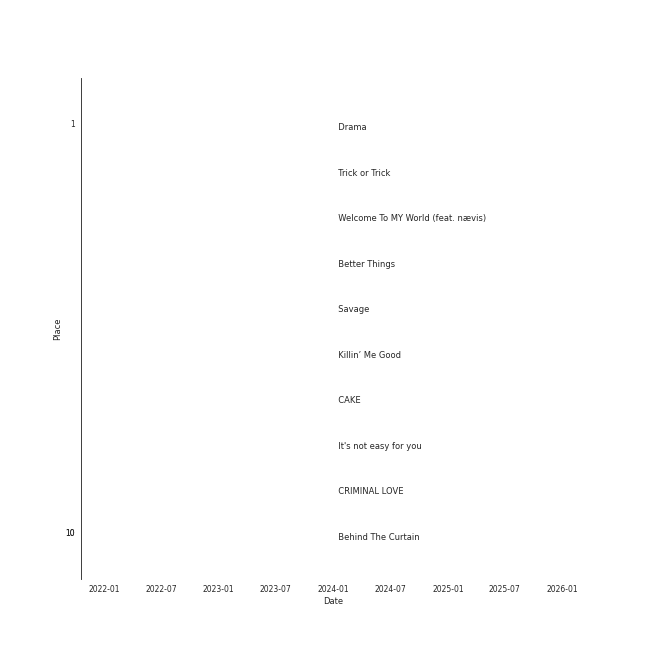 1
Drama
Trick or Trick
Welcome To MY World (feat. nævis)
Better Things
Savage
Place
Killin’ Me Good
CAKE
It's not easy for you
CRIMINAL LOVE
10
Behind The Curtain
2022-01 2022-07 2023-01 2023-07 2024-01 2024-07 2025-01 2025-07 2026-01
Date